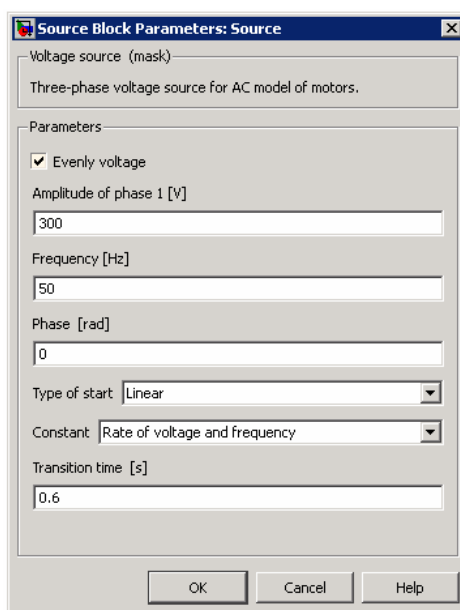 Source Block Parameters: Source
Voltage source (mask)
Three-phase voltage source for AC model of motors.
Parameters
Evenly voltage
Amplitude of phase 1 [V]
300
Frequency [Hz]
50
Phase [rad]
0
Type of start Linear
Constant Rate of voltage and frequency
Transition time [s]
0.6
OK Cancel Help